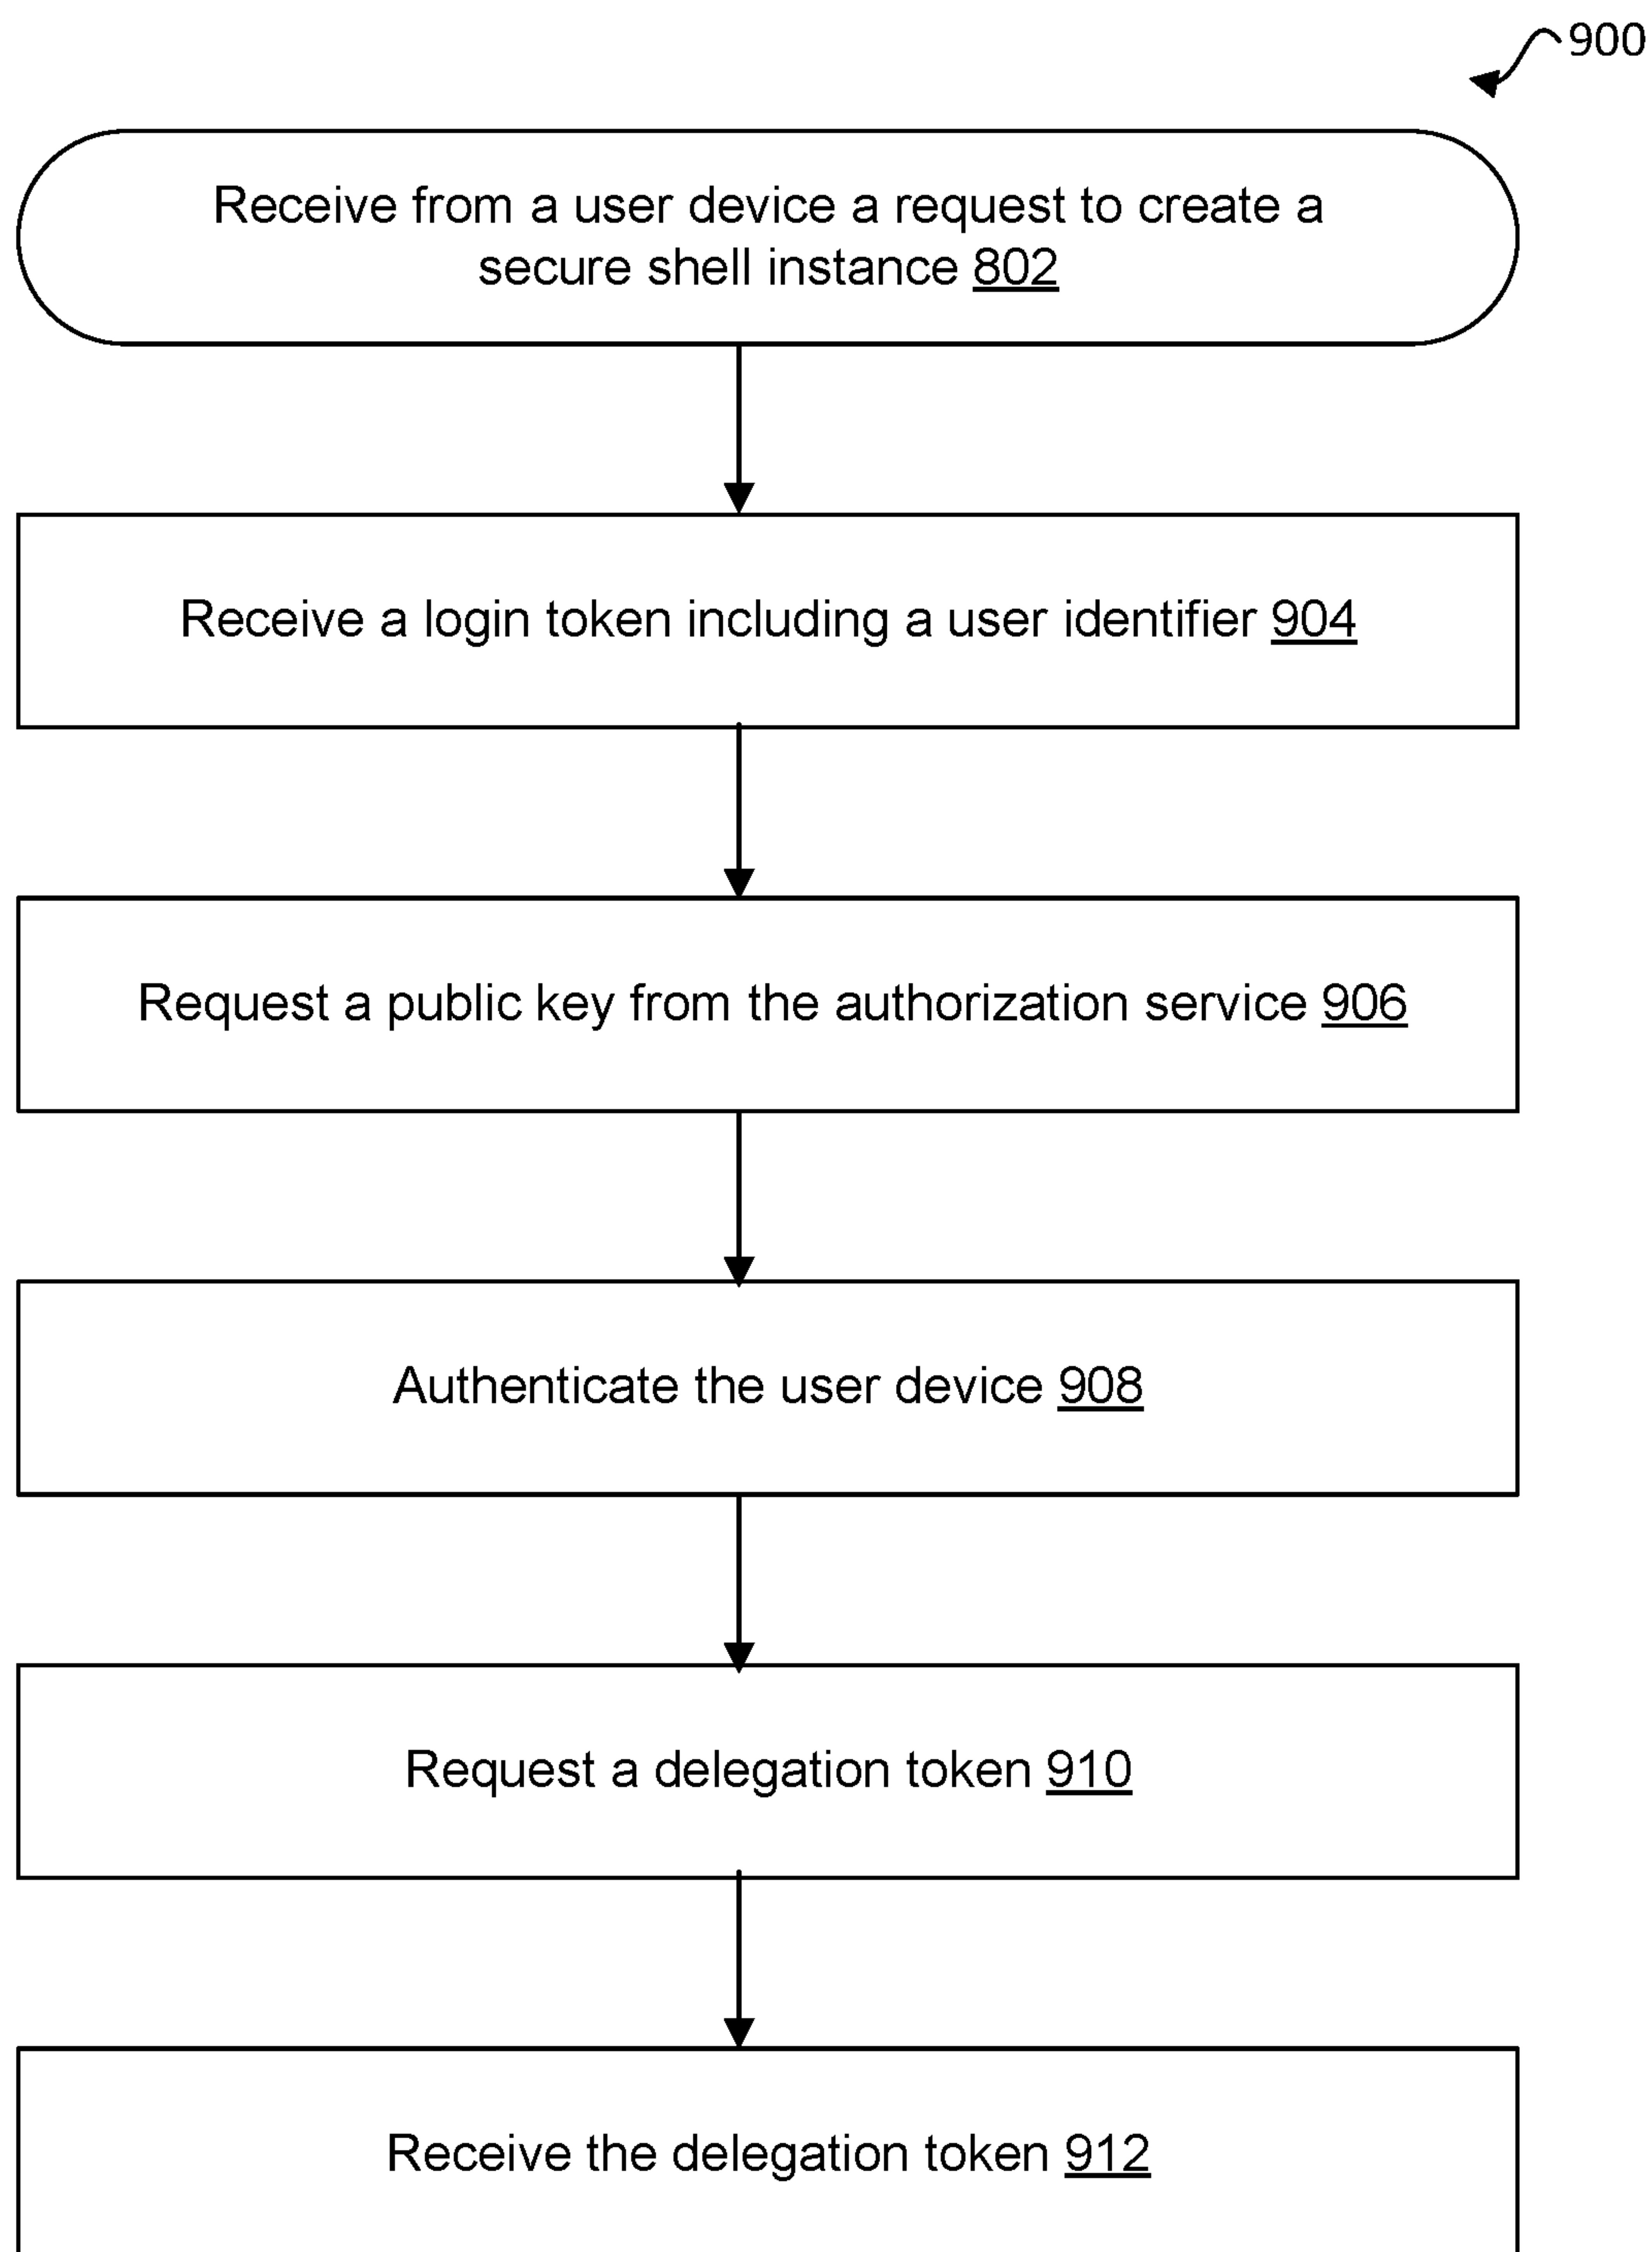 900
Receive from a user device a request to create a
secure shell instance 802
Receive a login token including a user identifier 904
Request a public key from the authorization service 906
Authenticate the user device 908
Request a delegation token 910
Receive the delegation token 912